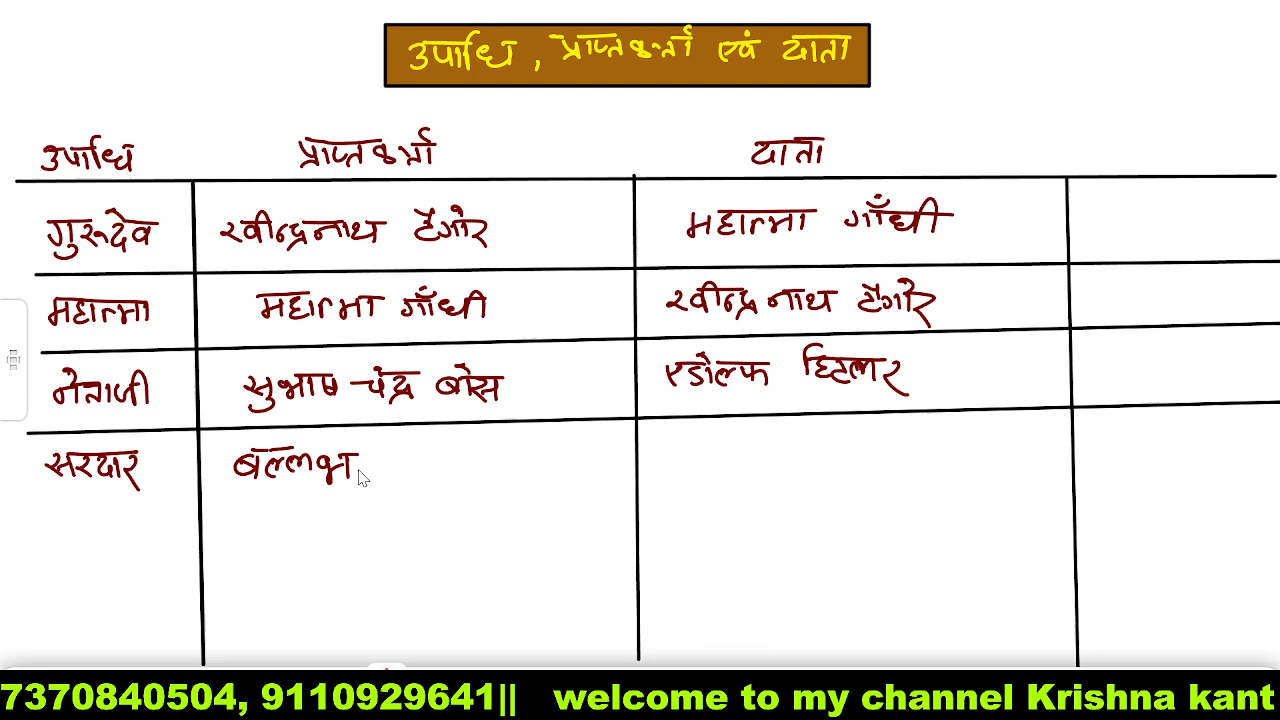 उपाधि, प्राप्तकर्ता एवं दाता
उपाधि प्राप्तकर्ता दाता
गुरूदेव रवीन्द्रनाथ टैगोर महात्मा गाँधी
महात्मा महात्मा गाँधी रवीन्द्रनाथ टैगोर
नेताजी सुभाष चंद्र बोस एडोल्फ हिटलर
सरदार बल्लभ
7370840504, 9110929641|| welcome to my channel Krishna kant